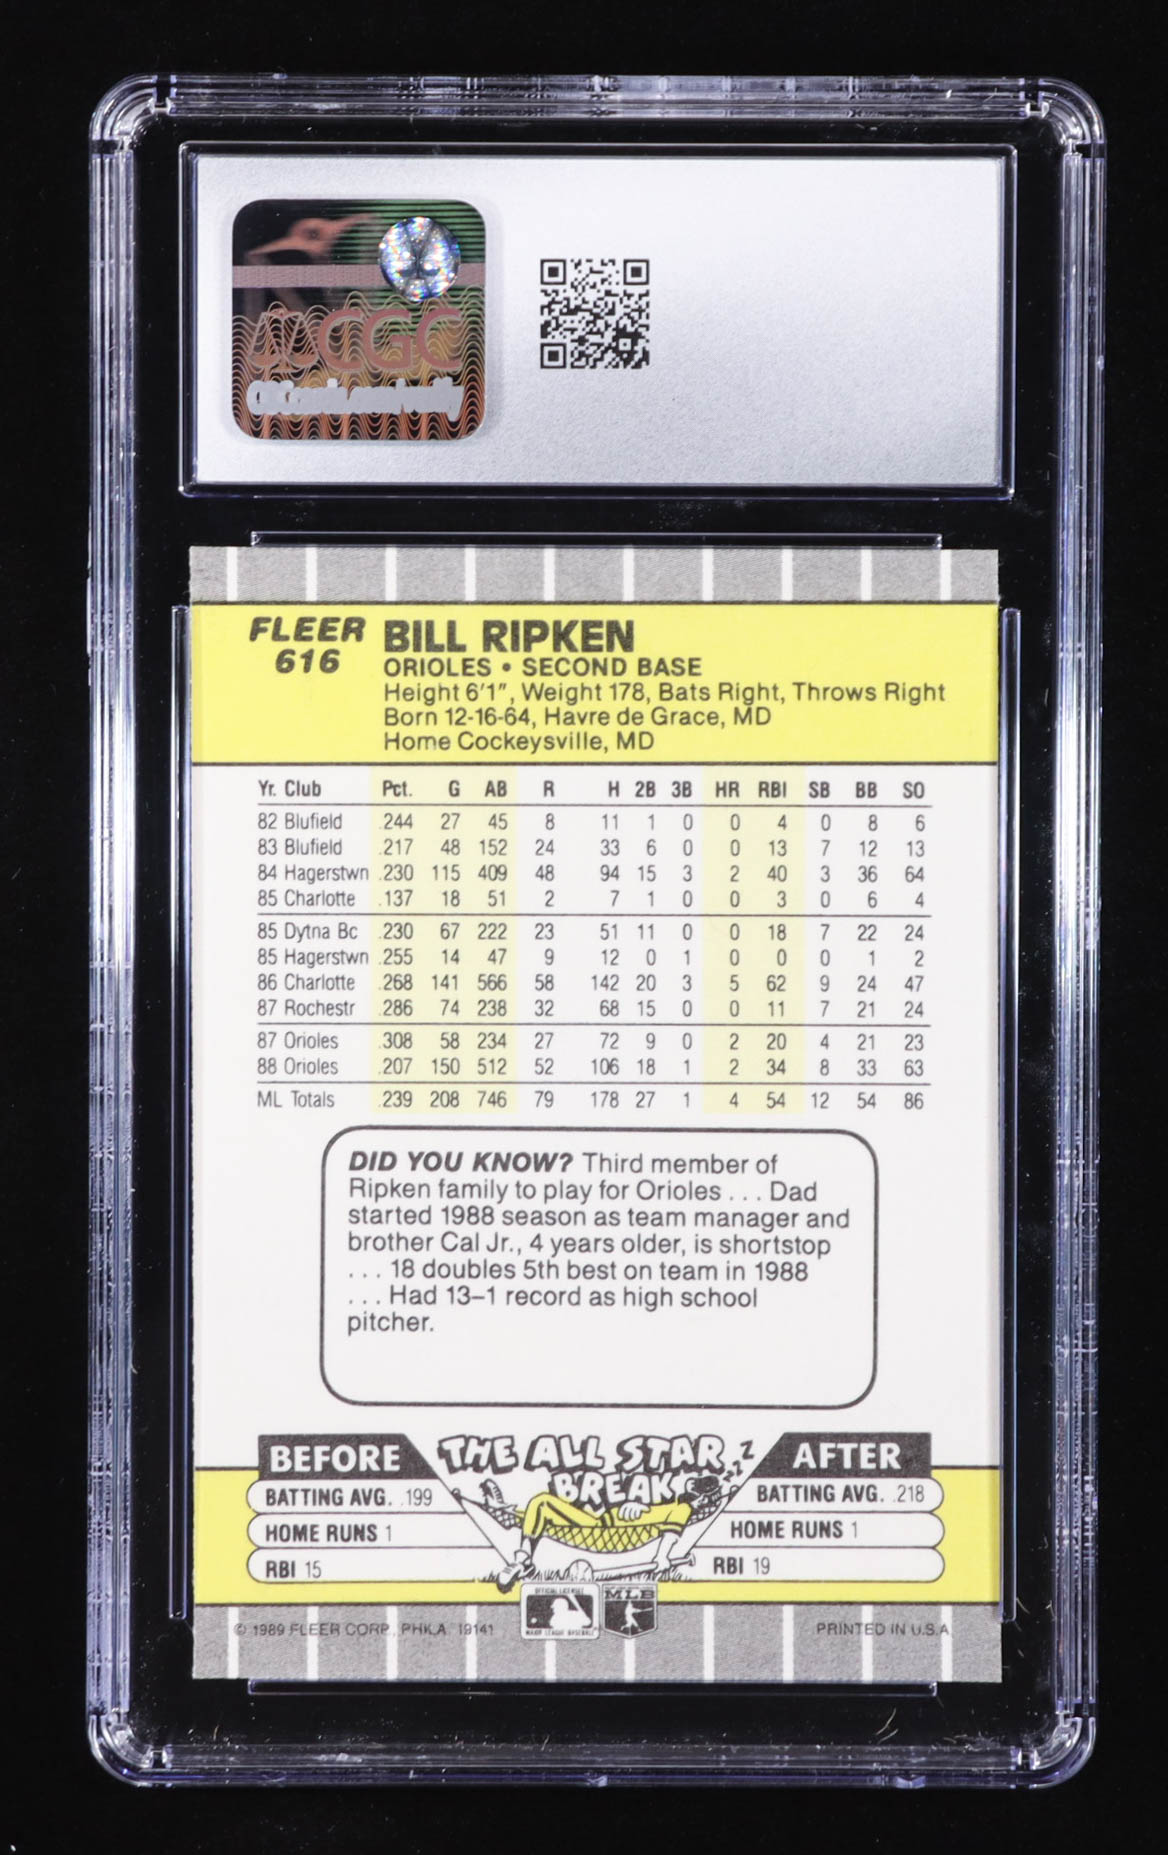 CGC
FLEER
616
BILL RIPKEN
ORIOLES • SECOND BASE
Height 6'1", Weight 178, Bats Right, Throws Right
Born 12-16-64, Havre de Grace, MD
Home Cockeysville, MD
Yr. Club Pct. G AB R H 2B 3B HR RBI SB BB SO
82 Blufield .244 27 45 8 11 1 0 0 4 0 8 6
83 Blufield .217 48 152 24 33 6 0 0 13 7 12 13
84 Hagerstwn .230 115 409 48 94 15 3 2 40 3 36 64
85 Charlotte .137 18 51 2 7 1 0 0 3 0 6 4
85 Dytna Bc .230 67 222 23 51 11 0 0 18 7 22 24
85 Hagerstwn .255 14 47 9 12 0 1 0 0 0 1 2
86 Charlotte .268 141 566 58 142 20 3 5 62 9 24 47
87 Rochestr .286 74 238 32 68 15 0 0 11 7 21 24
87 Orioles .308 58 234 27 72 9 0 2 20 4 21 23
88 Orioles .207 150 512 52 106 18 1 2 34 8 33 63
ML Totals .239 208 746 79 178 27 1 4 54 12 54 86
DID YOU KNOW? Third member of
Ripken family to play for Orioles . . . Dad
started 1988 season as team manager and
brother Cal Jr., 4 years older, is shortstop
. . . 18 doubles 5th best on team in 1988
. . . Had 13–1 record as high school
pitcher.
THE ALL STAR
BREAK
ZZZZ
BEFORE
BATTING AVG. .199
HOME RUNS 1
RBI 15
AFTER
BATTING AVG. .218
HOME RUNS 1
RBI 19
OFFICIAL LICENSEE
MAJOR LEAGUE BASEBALL
MLB
© 1989 FLEER CORP., PHILA. 19141
PRINTED IN U.S.A.